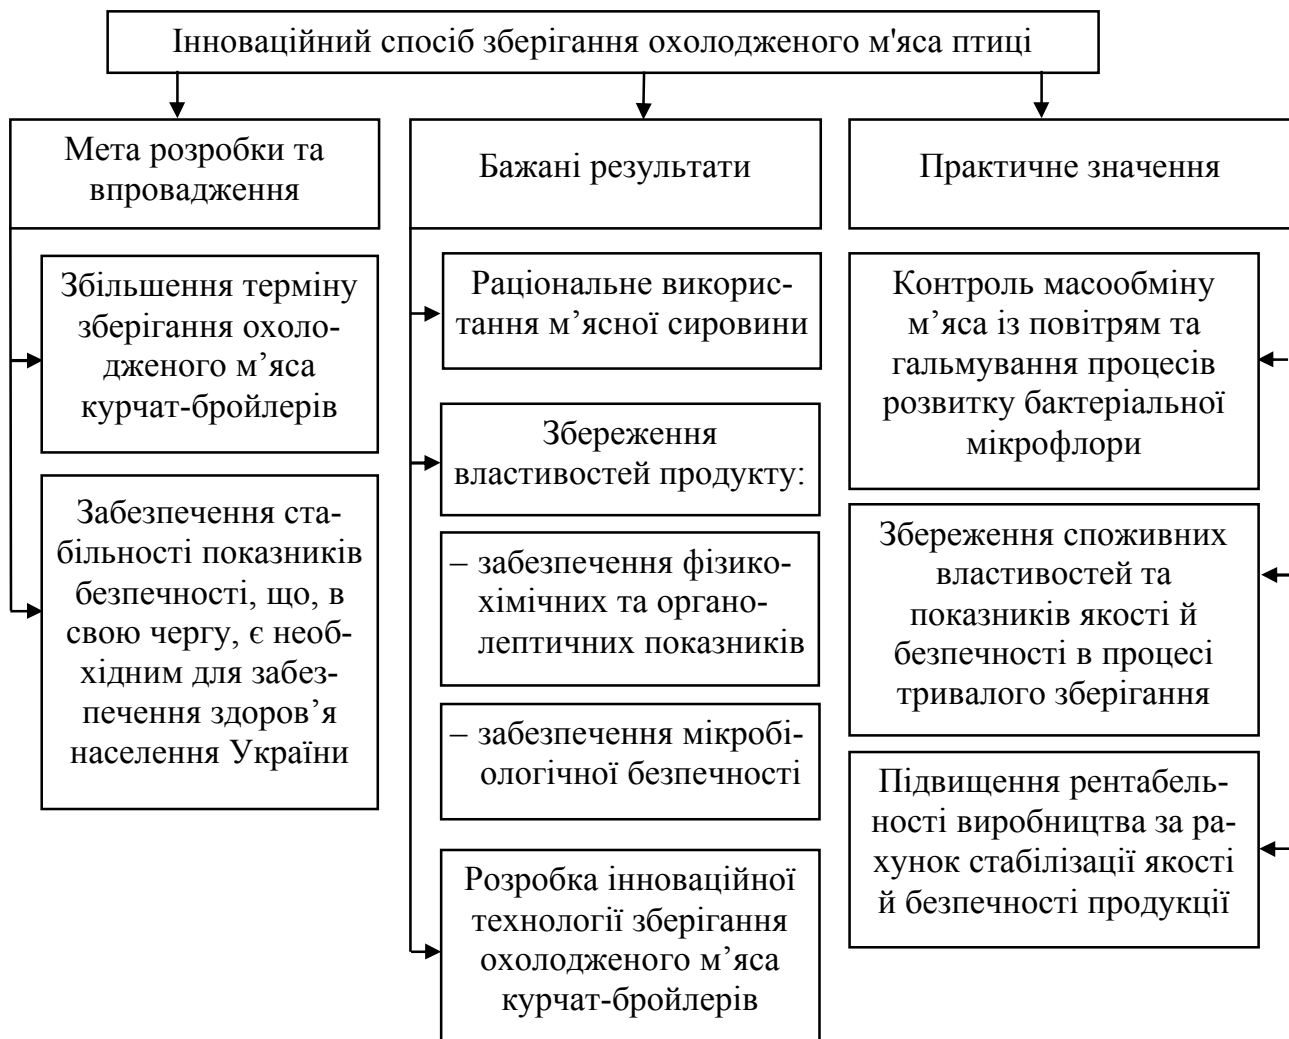 Інноваційний спосіб зберігання охолодженого м'яса птиці
Мета розробки та
впровадження
Збільшення терміну
зберігання охоло-
дженого м’яса
курчат-бройлерів
Забезпечення ста-
більності показників
безпечності, що, в
свою чергу, є необ-
хідним для забез-
печення здоров’я
населення України
Бажані результати
Раціональне викорис-
тання м’ясної сировини
Збереження
властивостей продукту:
– забезпечення фізико-
хімічних та органо-
лептичних показників
– забезпечення мікробі-
ологічної безпечності
Розробка інноваційної
технології зберігання
охолодженого м’яса
курчат-бройлерів
Практичне значення
Контроль масообміну
м’яса із повітрям та
гальмування процесів
розвитку бактеріальної
мікрофлори
Збереження споживних
властивостей та
показників якості й
безпечності в процесі
тривалого зберігання
Підвищення рентабель-
ності виробництва за ра-
хунок стабілізації якості
й безпечності продукції